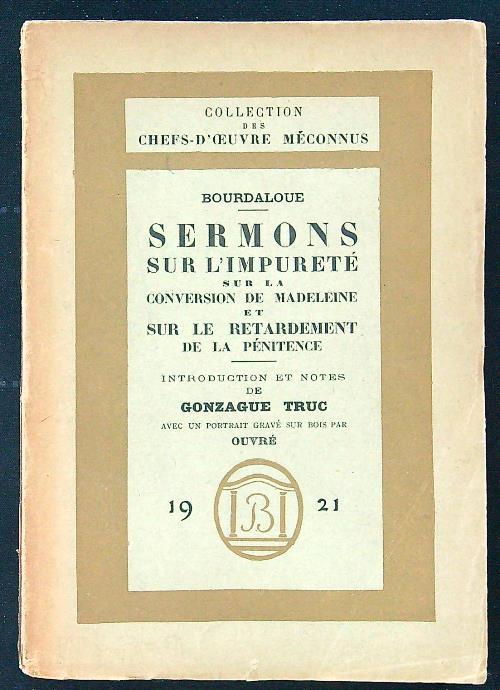 COLLECTION
DES
CHEFS-D'ŒUVRE MÉCONNUS
BOURDALOUE
SERMONS
SUR L'IMPURETÉ
SUR LA
CONVERSION DE MADELEINE
ET
SUR LE RETARDEMENT
DE LA PÉNITENCE
INTRODUCTION ET NOTES
DE
GONZAGUE TRUC
AVEC UN PORTRAIT GRAVÉ SUR BOIS PAR
OUVRÉ
19 B 21